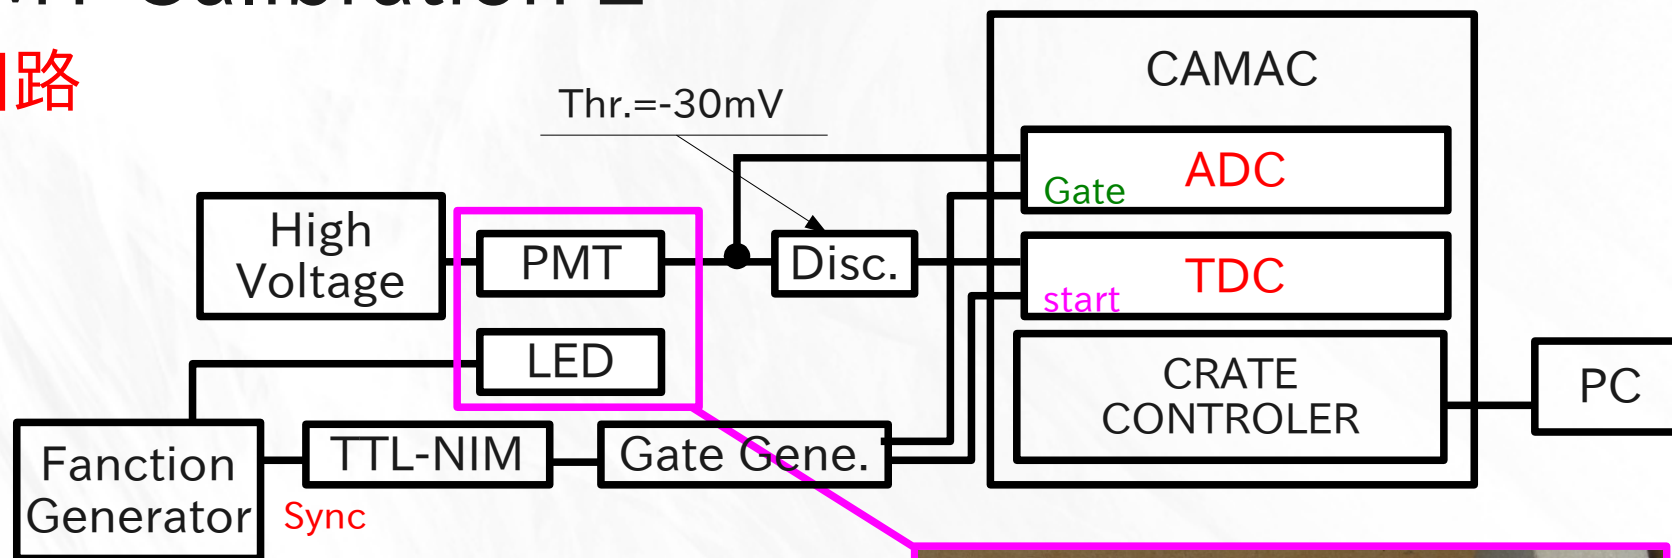 Calibration
路
Thr.=-30mV
CAMAC
ADC
Gate
High
Voltage
PMT
Disc.
TDC
start
LED
CRATE
CONTROLER
PC
Fanction
Generator
TTL-NIM
Gate Gene.
Sync